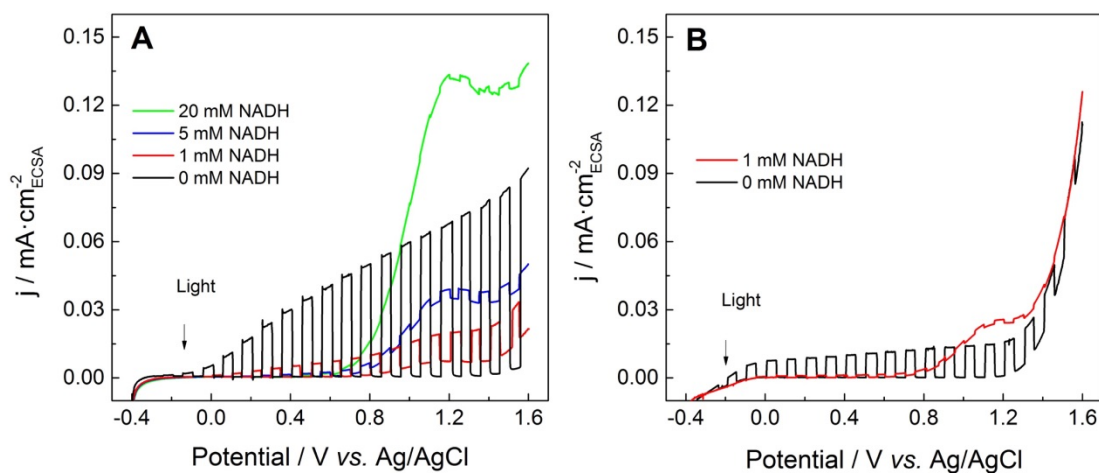 A
0.15
0.12
0.09
0.06
0.03
0.00
j / mA·cm⁻²ECSA
20 mM NADH
5 mM NADH
1 mM NADH
0 mM NADH
Light
-0.4 0.0 0.4 0.8 1.2 1.6
Potential / V vs. Ag/AgCl
B
0.15
0.12
0.09
0.06
0.03
0.00
j / mA·cm⁻²ECSA
1 mM NADH
0 mM NADH
Light
-0.4 0.0 0.4 0.8 1.2 1.6
Potential / V vs. Ag/AgCl